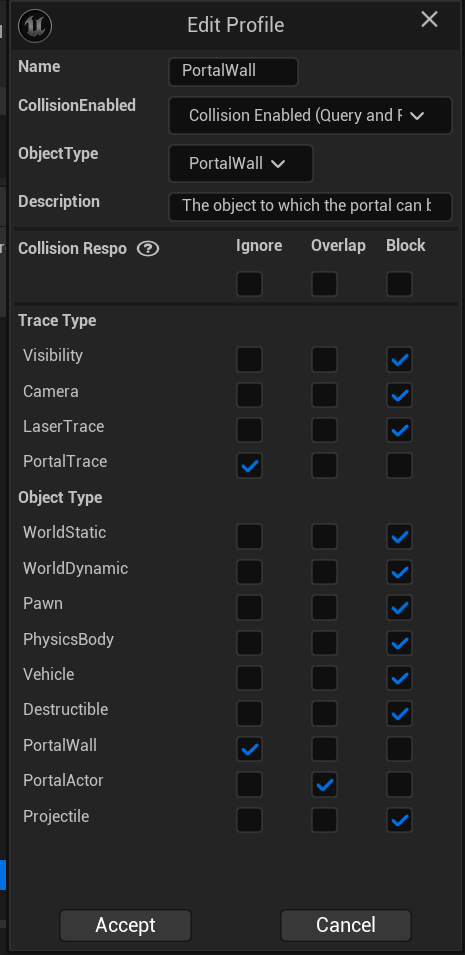 Edit Profile
Name PortalWall
CollisionEnabled Collision Enabled (Query and F
ObjectType PortalWall
Description The object to which the portal can b
Collision Respo ? Ignore Overlap Block
Trace Type
Visibility
Camera
LaserTrace
PortalTrace
Object Type
WorldStatic
WorldDynamic
Pawn
PhysicsBody
Vehicle
Destructible
PortalWall
PortalActor
Projectile
Accept Cancel